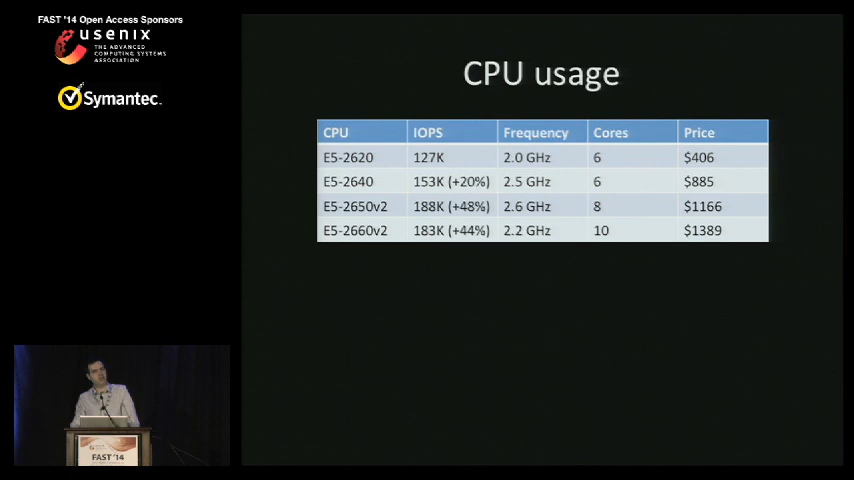 FAST '14 Open Access Sponsors
usenix
THE ADVANCED
COMPUTING SYSTEMS
ASSOCIATION
Symantec.
CPU usage
CPU IOPS Frequency Cores Price
E5-2620 127K 2.0 GHz 6 $406
E5-2640 153K (+20%) 2.5 GHz 6 $885
E5-2650v2 188K (+48%) 2.6 GHz 8 $1166
E5-2660v2 183K (+44%) 2.2 GHz 10 $1389
FAST '14